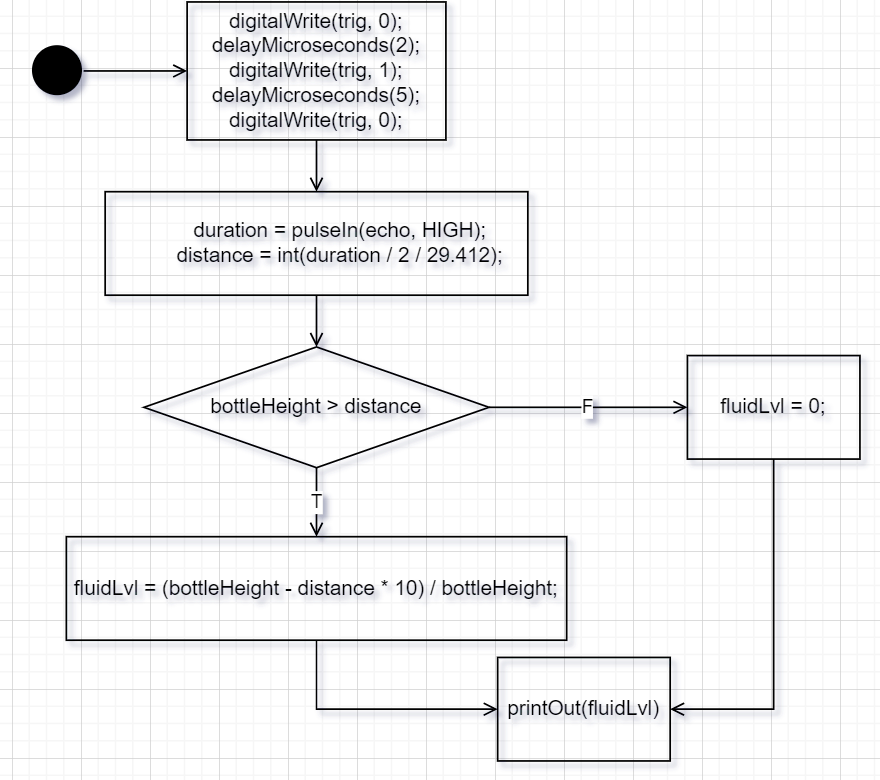 digitalWrite(trig, 0);
delayMicroseconds(2);
digitalWrite(trig, 1);
delayMicroseconds(5);
digitalWrite(trig, 0);
duration = pulseIn(echo, HIGH);
distance = int(duration / 2 / 29.412);
bottleHeight > distance
F
fluidLvl = 0;
T
fluidLvl = (bottleHeight - distance * 10) / bottleHeight;
printOut(fluidLvl)